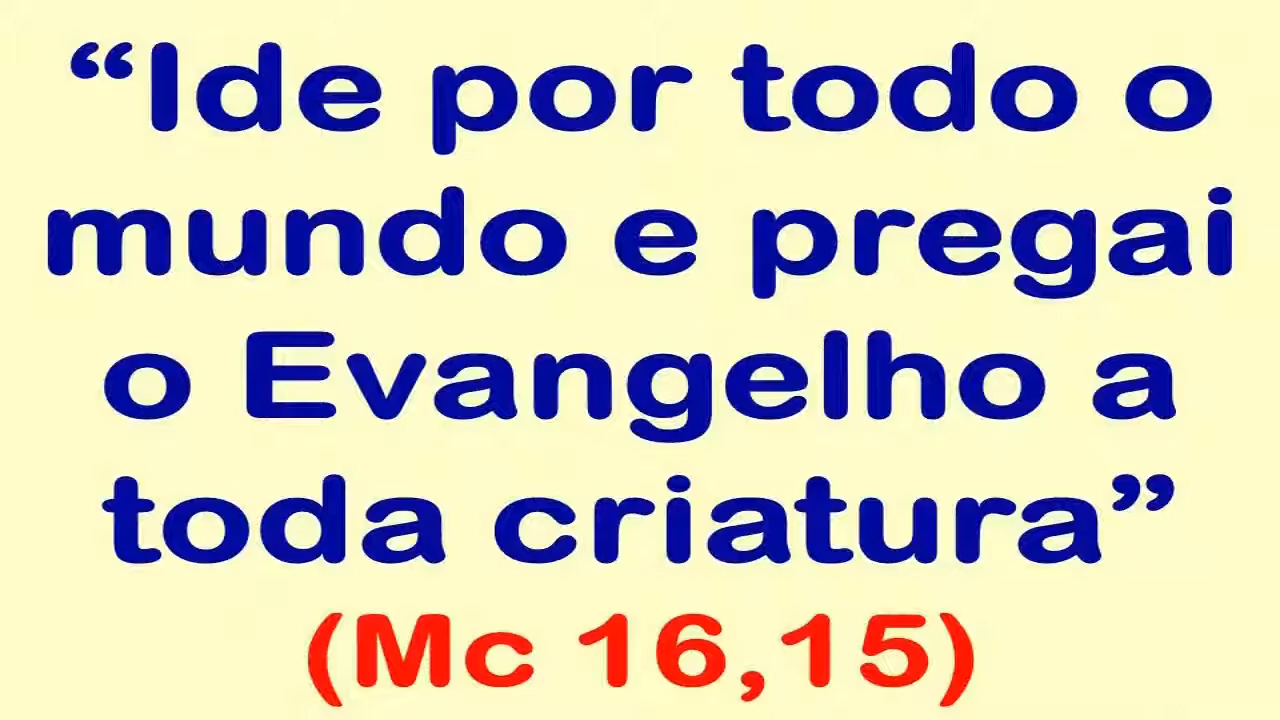 “Ide por todo o
mundo e pregai
o Evangelho a
toda criatura”
(Mc 16,15)